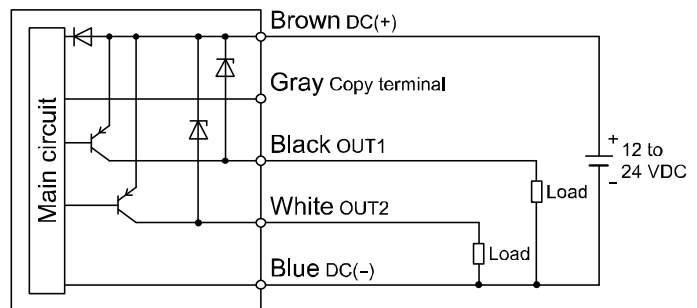 Brown DC(+)
Gray Copy terminal
Main circuit
Black OUT1
+
12 to
24 VDC
−
Load
White OUT2
Load
Blue DC(−)